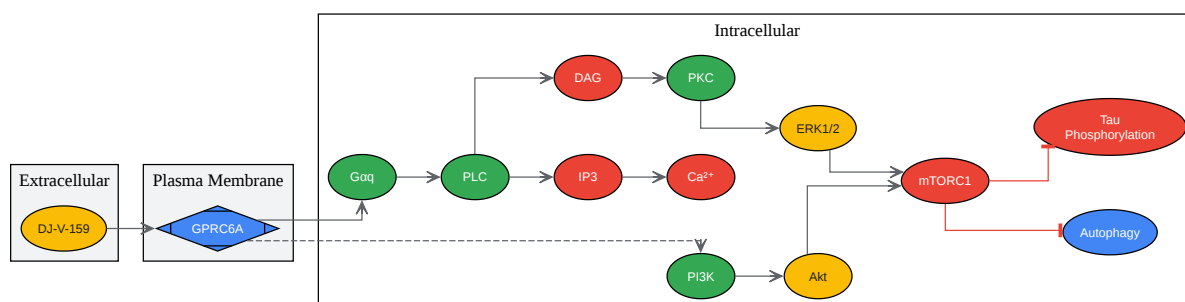 Intracellular
DAG
PKC
Tau
Phosphorylation
ERK1/2
Extracellular
Plasma Membrane
Gαq
PLC
IP3
Ca²⁺
mTORC1
DJ-V-159
GPRC6A
Autophagy
PI3K
Akt